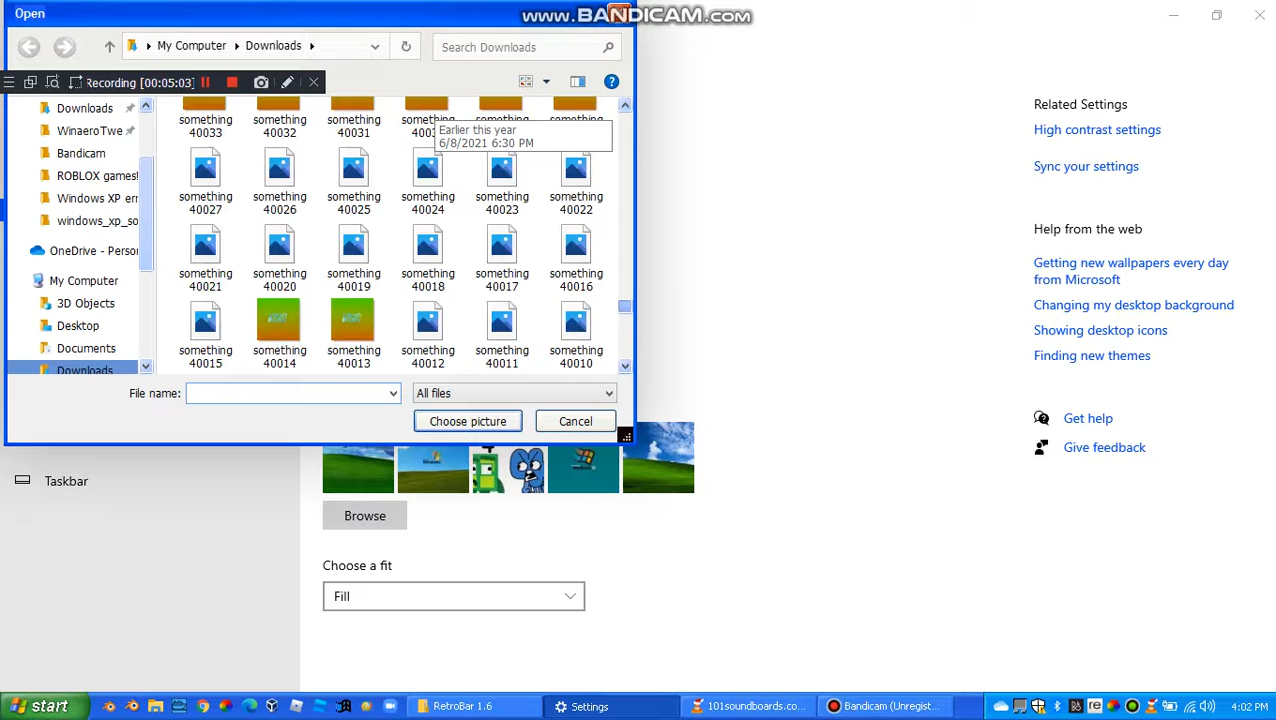 Open
www.BANDICAM.com
My Computer
Downloads
Search Downloads
Recording [00:05:03]
Downloads
WinaeroTwe
Bandicam
ROBLOX games!
Windows XP err
windows_xp_so
OneDrive - Perso
My Computer
3D Objects
Desktop
Documents
Downloads
something 40033
something 40032
something 40031
something
Earlier this year
6/8/2021 6:30 PM
something 40027
something 40026
something 40025
something 40024
something 40023
something 40022
something 40021
something 40020
something 40019
something 40018
something 40017
something 40016
something 40015
something 40014
something 40013
something 40012
something 40011
something 40010
File name:
All files
Choose picture
Cancel
Related Settings
High contrast settings
Sync your settings
Help from the web
Getting new wallpapers every day
from Microsoft
Changing my desktop background
Showing desktop icons
Finding new themes
Get help
Give feedback
Taskbar
Browse
Choose a fit
Fill
start
RetroBar 1.6
Settings
101soundboards.co...
Bandicam (Unregist...
re
4:02 PM